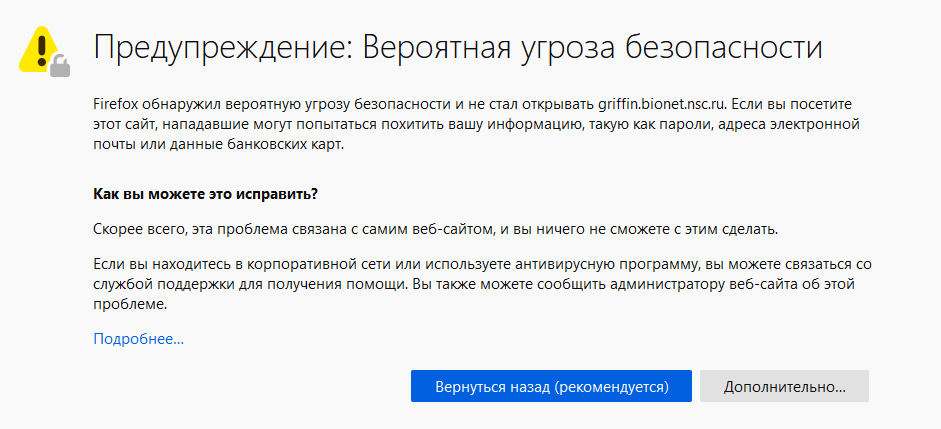 Предупреждение: Вероятная угроза безопасности
Firefox обнаружил вероятную угрозу безопасности и не стал открывать griffin.bionet.nsc.ru. Если вы посетите
этот сайт, нападавшие могут попытаться похитить вашу информацию, такую как пароли, адреса электронной
почты или данные банковских карт.
Как вы можете это исправить?
Скорее всего, эта проблема связана с самим веб-сайтом, и вы ничего не сможете с этим сделать.
Если вы находитесь в корпоративной сети или используете антивирусную программу, вы можете связаться со
службой поддержки для получения помощи. Вы также можете сообщить администратору веб-сайта об этой
проблеме.
Подробнее…
Вернуться назад (рекомендуется)
Дополнительно…